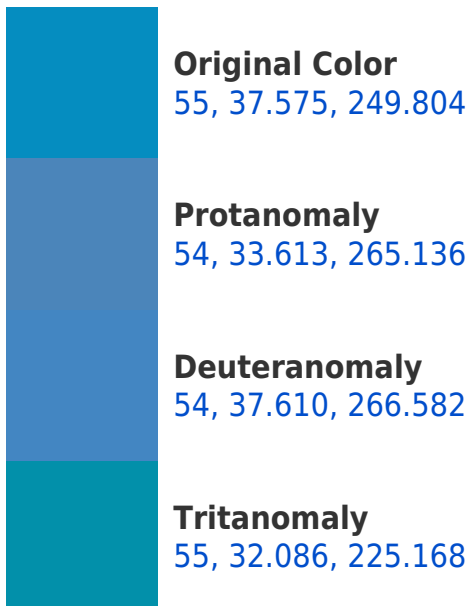 Original Color
55, 37.575, 249.804
Protanomaly
54, 33.613, 265.136
Deuteranomaly
54, 37.610, 266.582
Tritanomaly
55, 32.086, 225.168